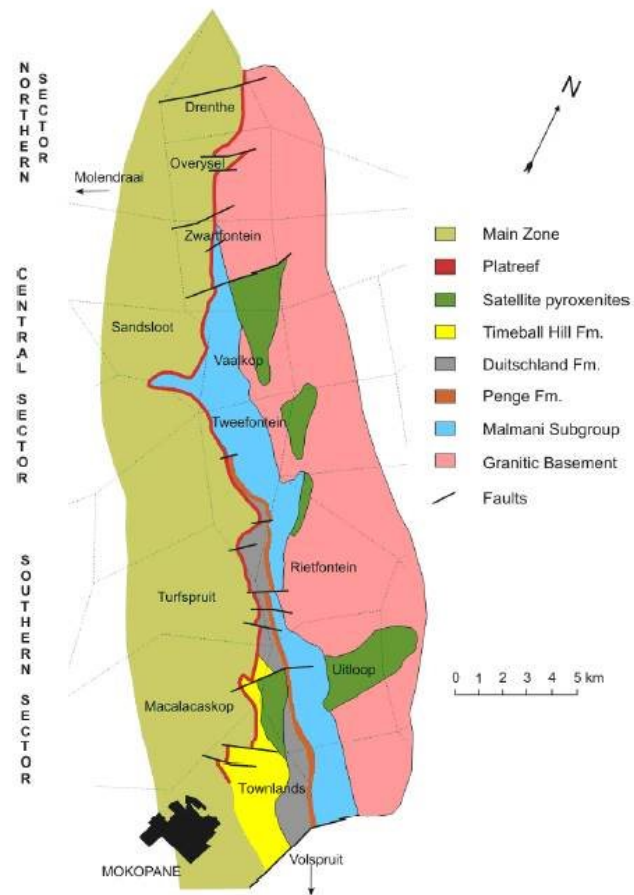 NORTHERN
SECTOR
CENTRAL SECTOR
SOUTHERN SECTOR
Drenthe
Overysel
Molendraai
Zwartfontein
Sandsloot
Vaalkop
Tweefontein
Rietfontein
Turfspruit
Uitloop
Macalacaskop
Townlands
MOKOPANE
Volspruit
N
Main Zone
Platreef
Satellite pyroxenites
Timeball Hill Fm.
Duitschland Fm.
Penge Fm.
Malmani Subgroup
Granitic Basement
Faults
0 1 2 3 4 5 km